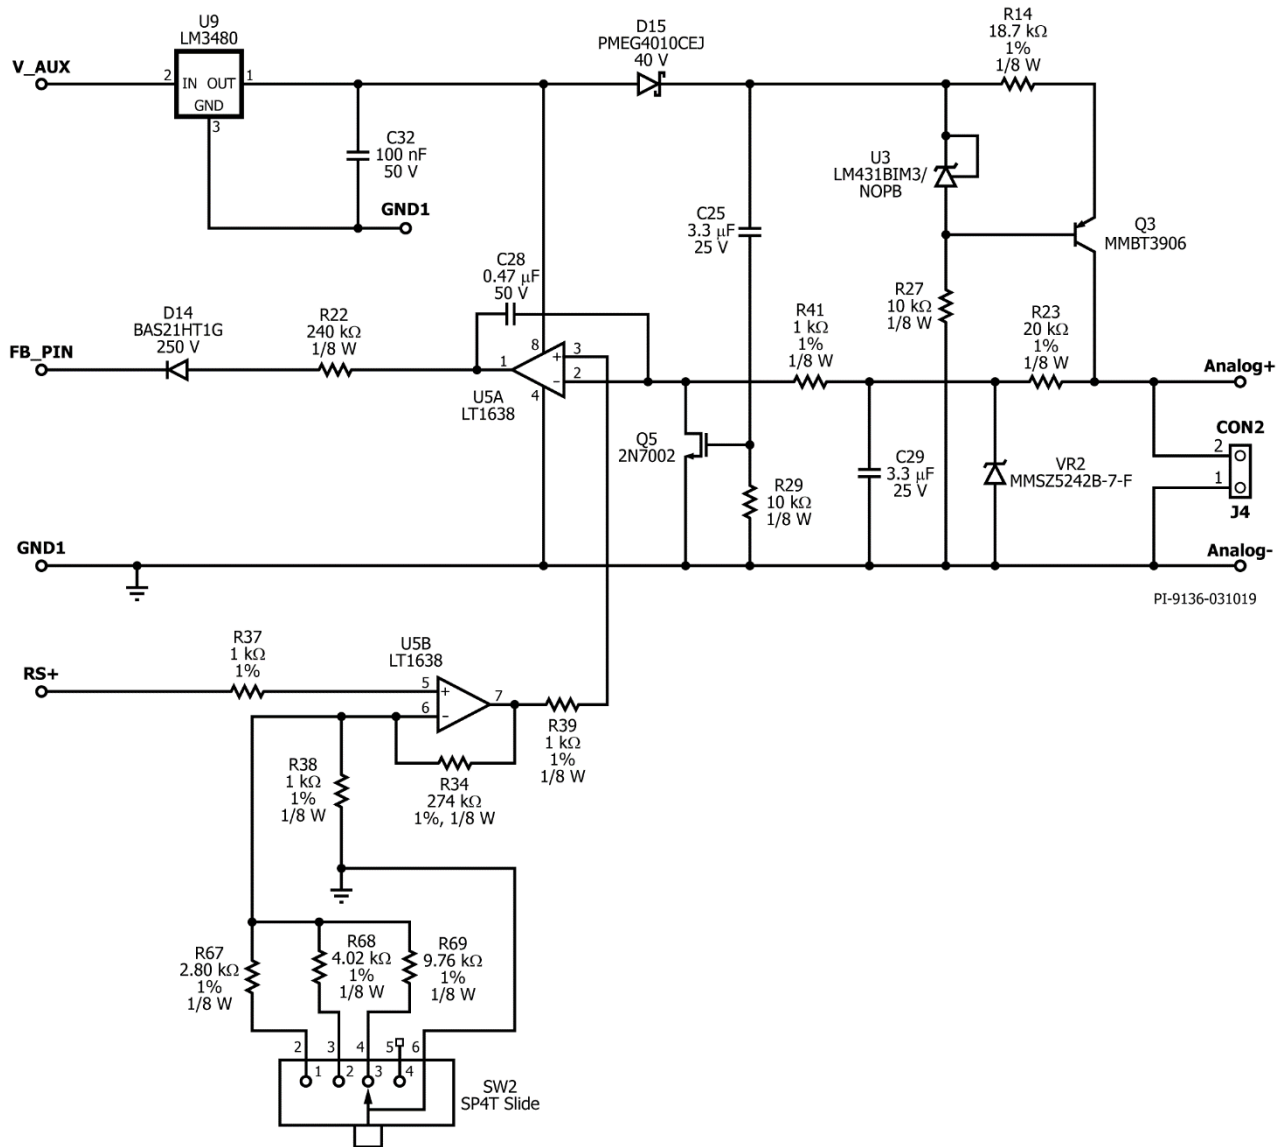 U9
LM3480
V_AUX
2
IN OUT
1
GND
3
C32
100 nF
50 V
GND1
D15
PMEG4010CEJ
40 V
R14
18.7 kΩ
1%
1/8 W
U3
LM431BIM3/
NOPB
Q3
MMBT3906
C25
3.3 μF
25 V
C28
0.47 μF
50 V
D14
BAS21HT1G
250 V
R22
240 kΩ
1/8 W
FB_PIN
1
8
+
3
-
2
4
U5A
LT1638
R41
1 kΩ
1%
1/8 W
R27
10 kΩ
1/8 W
R23
20 kΩ
1%
1/8 W
Analog+
CON2
2
1
J4
Q5
2N7002
R29
10 kΩ
1/8 W
C29
3.3 μF
25 V
VR2
MMSZ5242B-7-F
GND1
Analog-
PI-9136-031019
RS+
R37
1 kΩ
1%
U5B
LT1638
5
+
6
-
7
R39
1 kΩ
1%
1/8 W
R38
1 kΩ
1%
1/8 W
R34
274 kΩ
1%, 1/8 W
R67
2.80 kΩ
1%
1/8 W
R68
4.02 kΩ
1%
1/8 W
R69
9.76 kΩ
1%
1/8 W
2 3 4 5 6
1 2 3 4
SW2
SP4T Slide